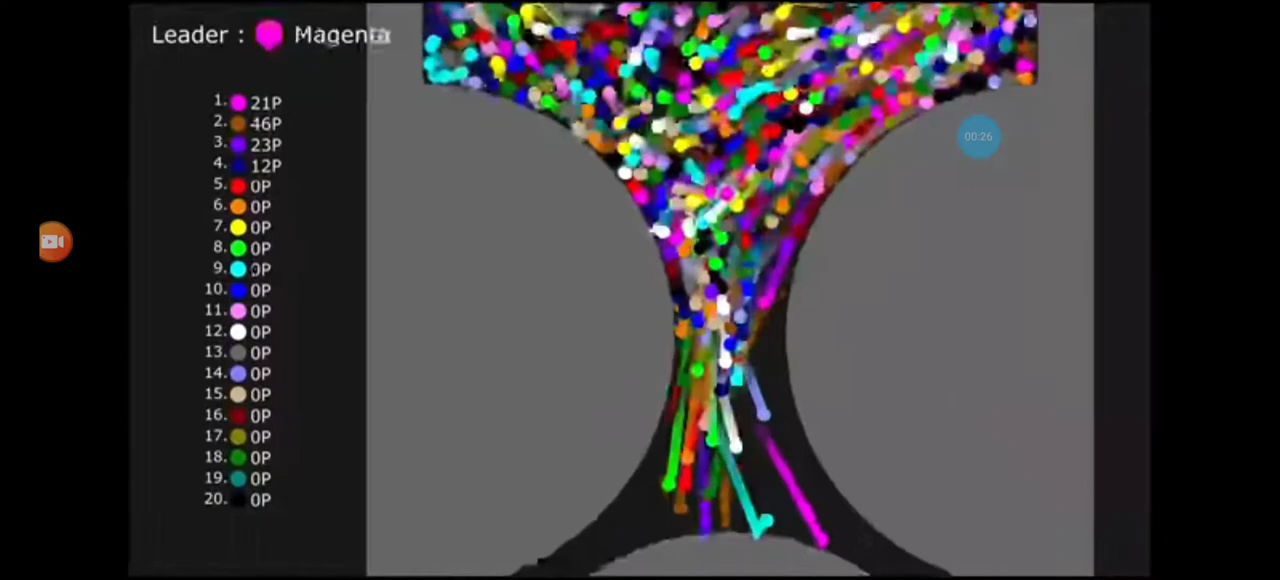 Leader : Magenta
1. 21P
2. 46P
3. 23P
4. 12P
5. 0P
6. 0P
7. 0P
8. 0P
9. 0P
10. 0P
11. 0P
12. 0P
13. 0P
14. 0P
15. 0P
16. 0P
17. 0P
18. 0P
19. 0P
20. 0P
00:26